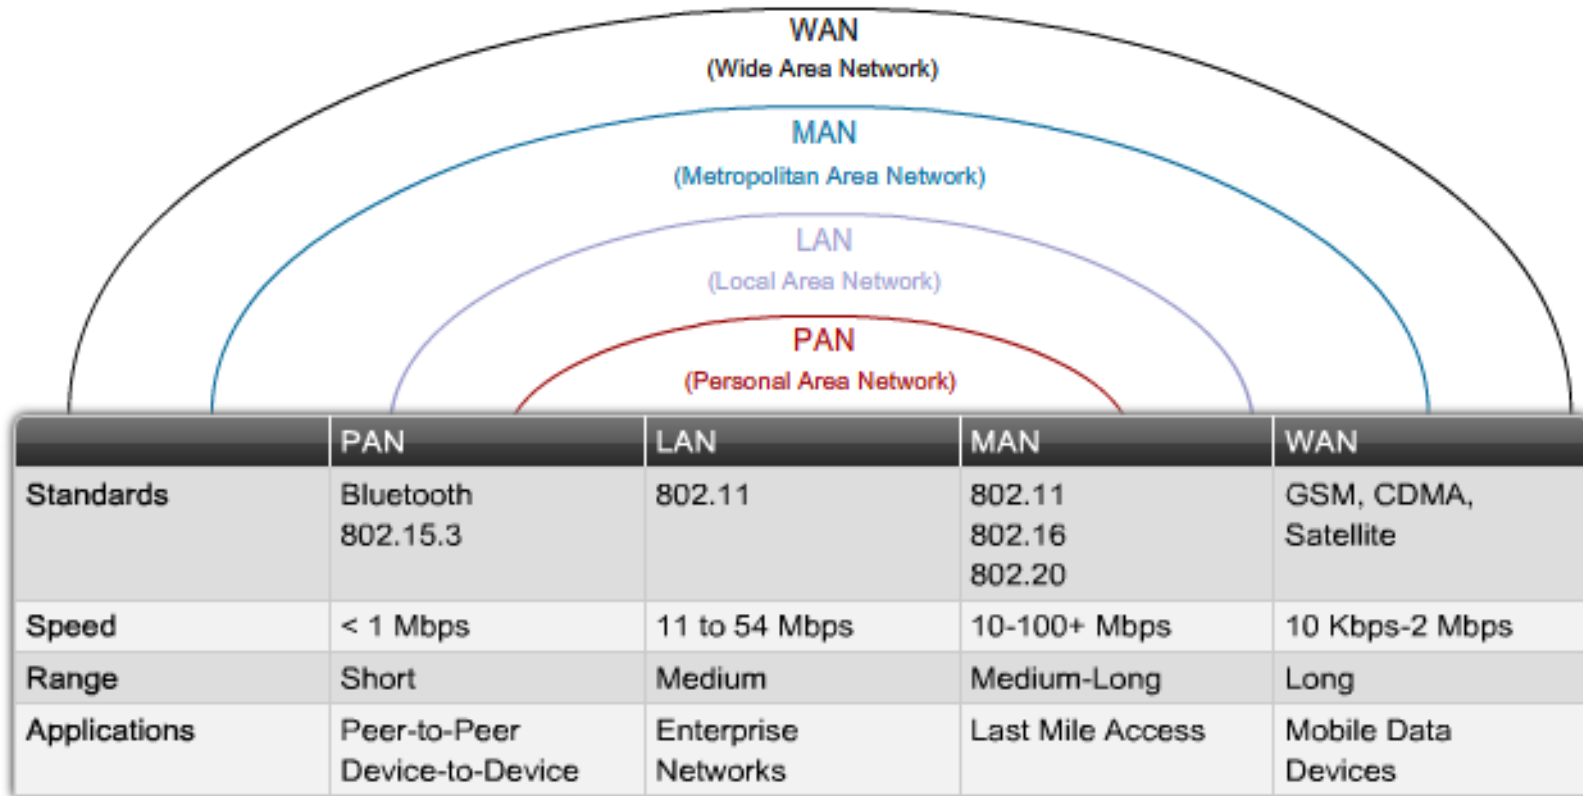 WAN
(Wide Area Network)
MAN
(Metropolitan Area Network)
LAN
(Local Area Network)
PAN
(Personal Area Network)
PAN LAN MAN WAN
Standards Bluetooth 802.11 802.11 GSM, CDMA,
802.15.3 802.16 Satellite
802.20
Speed < 1 Mbps 11 to 54 Mbps 10-100+ Mbps 10 Kbps-2 Mbps
Range Short Medium Medium-Long Long
Applications Peer-to-Peer Enterprise Last Mile Access Mobile Data
Device-to-Device Networks Devices